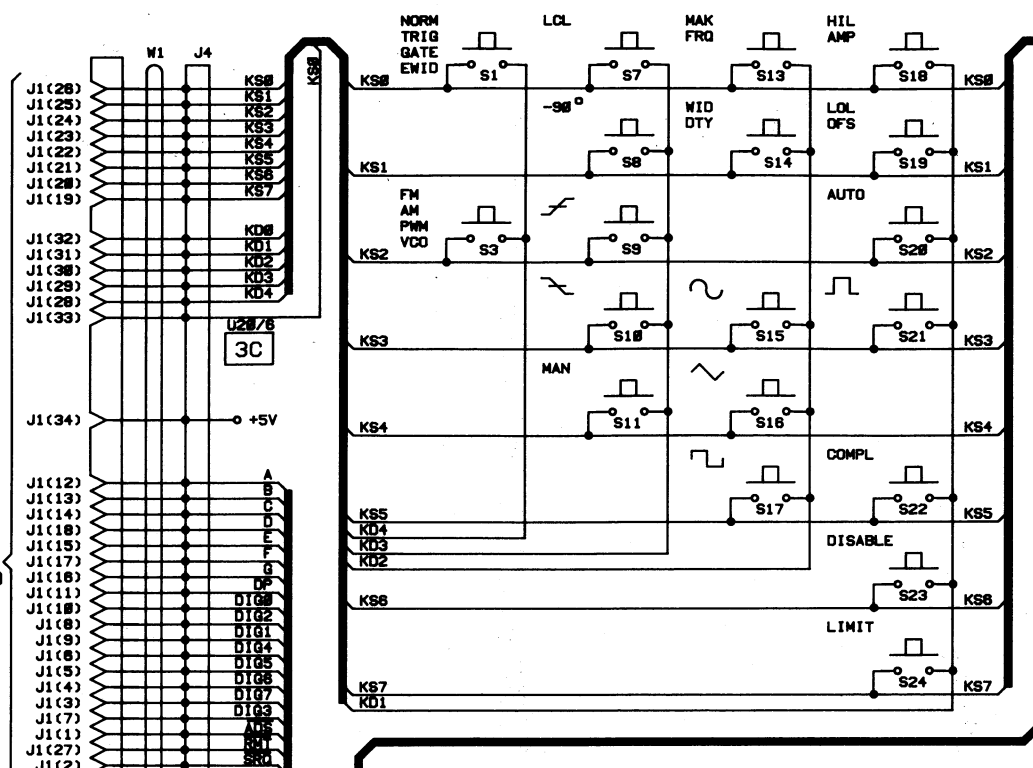 NORM
TRIG
GATE
EWID
LCL
MAK
FRQ
HIL
AMP
W1
J4
KS0
S1
S7
S13
S18
KS0
KS0
J1(26)
KS0
J1(25)
KS1
J1(24)
KS2
J1(23)
KS3
J1(22)
KS4
J1(21)
KS5
J1(20)
KS6
J1(19)
KS7
-90°
WID
DTY
LOL
OFS
S8
S14
S19
KS1
KS1
FM
AM
PWM
VCO
AUTO
S3
S9
S20
KS2
KS2
J1(32)
KD0
J1(31)
KD1
J1(30)
KD2
J1(29)
KD3
J1(28)
KD4
J1(33)
U20/6
3C
S10
S15
S21
KS3
KS3
MAN
S11
S16
KS4
KS4
J1(34)
+5V
COMPL
S17
S22
KS5
KS5
KD4
KD3
KD2
DISABLE
S23
KS6
KS6
LIMIT
S24
KS7
KS7
KD1
J1(12)
A
J1(13)
B
J1(14)
C
J1(18)
D
J1(15)
E
J1(17)
F
J1(16)
G
J1(11)
DP
J1(10)
DIG0
J1(8)
DIG2
J1(9)
DIG1
J1(6)
DIG4
J1(5)
DIG5
J1(4)
DIG6
J1(3)
DIG7
J1(7)
DIG3
J1(1)
J1(27)
J1(2)
SRQ